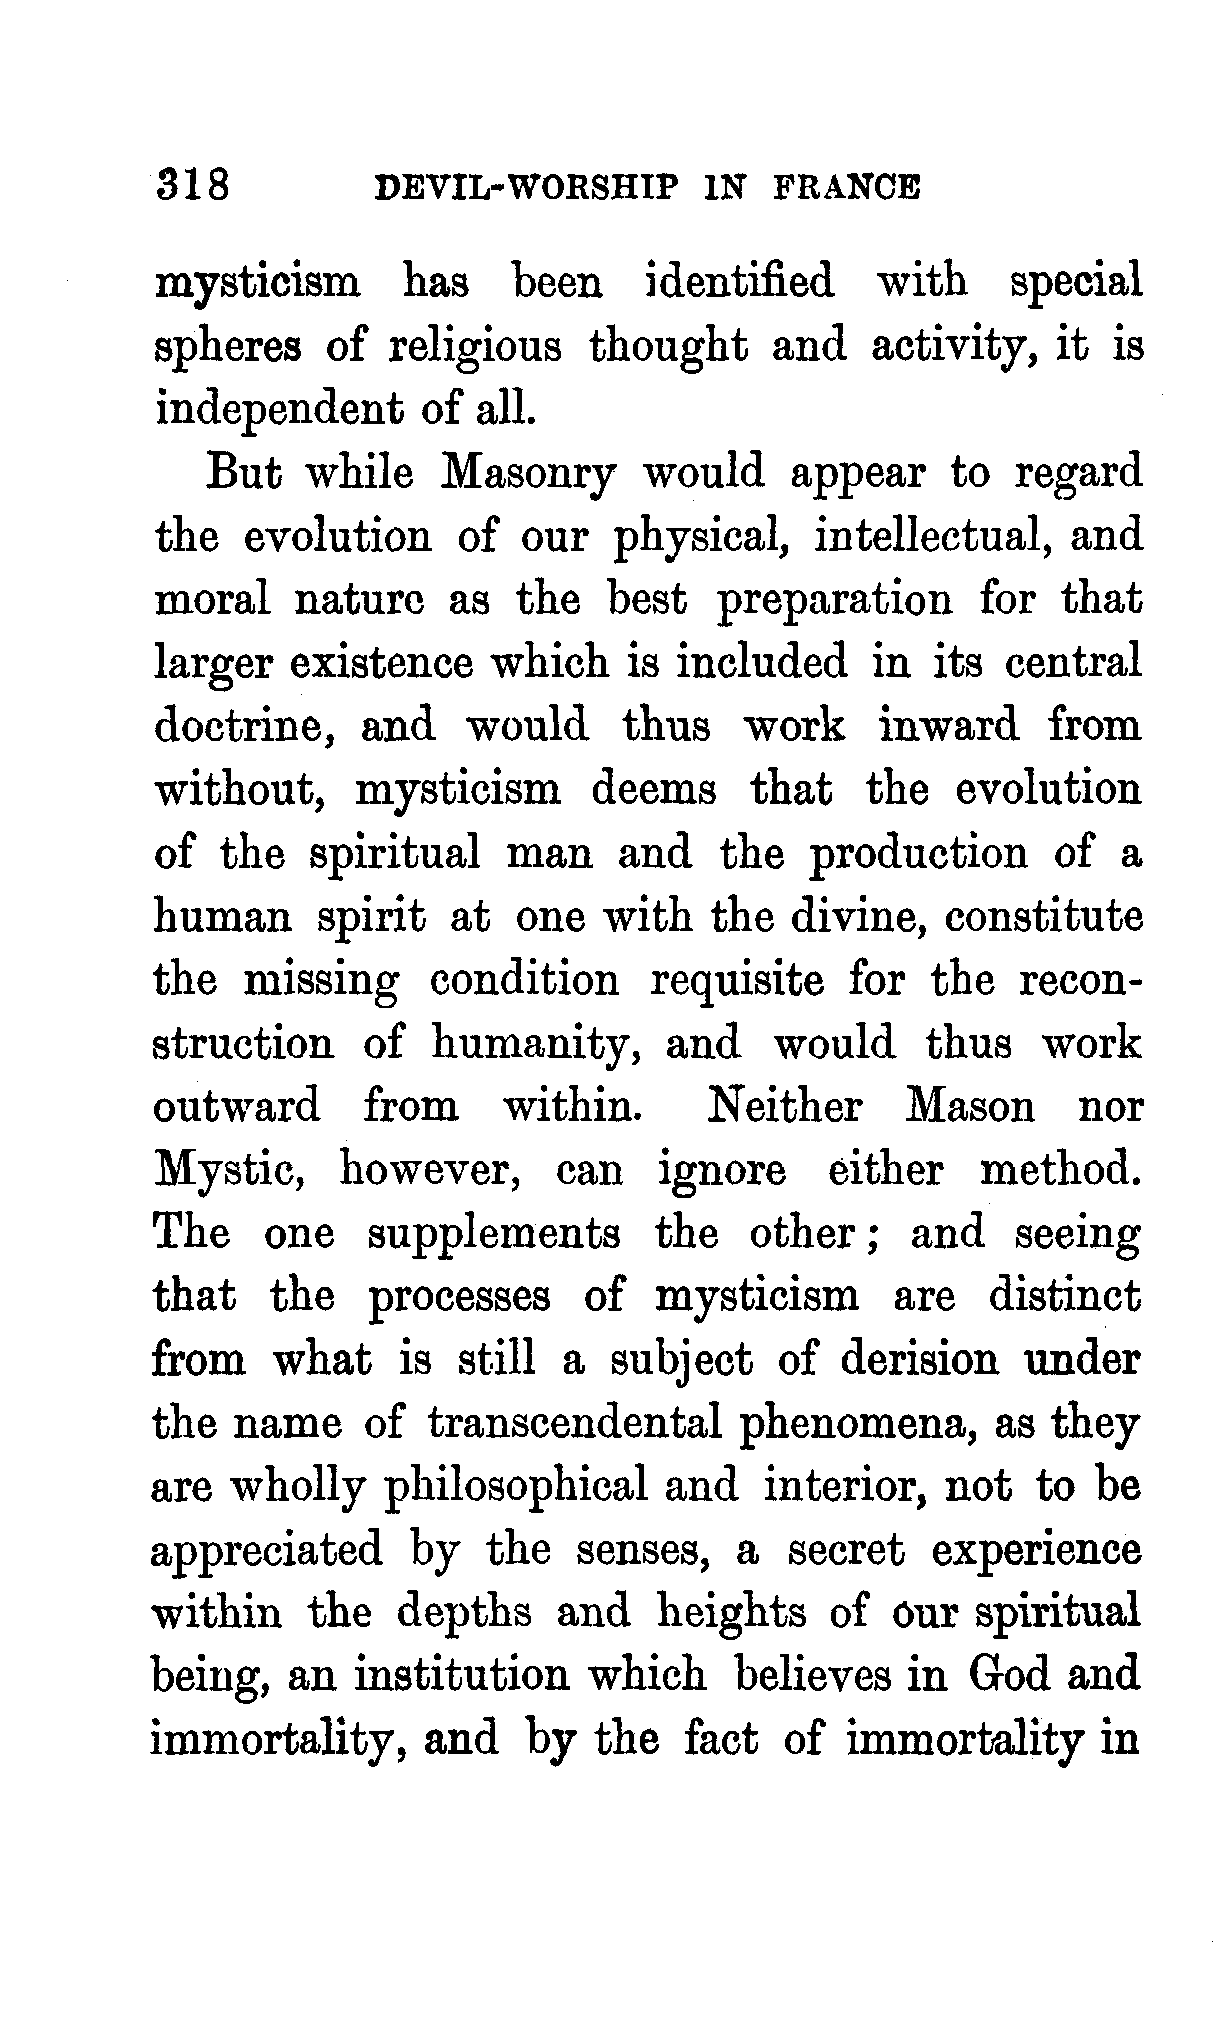 318 DEVIL-WORSHIP IN FRANCE
mysticism has been identified with special
spheres of religious thought and activity, it is
independent of all.
But while Masonry would appear to regard
the evolution of our physical, intellectual, and
moral nature as the best preparation for that
larger existence which is included in its central
doctrine, and would thus work inward from
without, mysticism deems that the evolution
of the spiritual man and the production of a
human spirit at one with the divine, constitute
the missing condition requisite for the recon-
struction of humanity, and would thus work
outward from within. Neither Mason nor
Mystic, however, can ignore either method.
The one supplements the other ; and seeing
that the processes of mysticism are distinct
from what is still a subject of derision under
the name of transcendental phenomena, as they
are wholly philosophical and interior, not to be
appreciated by the senses, a secret experience
within the depths and heights of our spiritual
being, an institution which believes in God and
immortality, and by the fact of immortality in